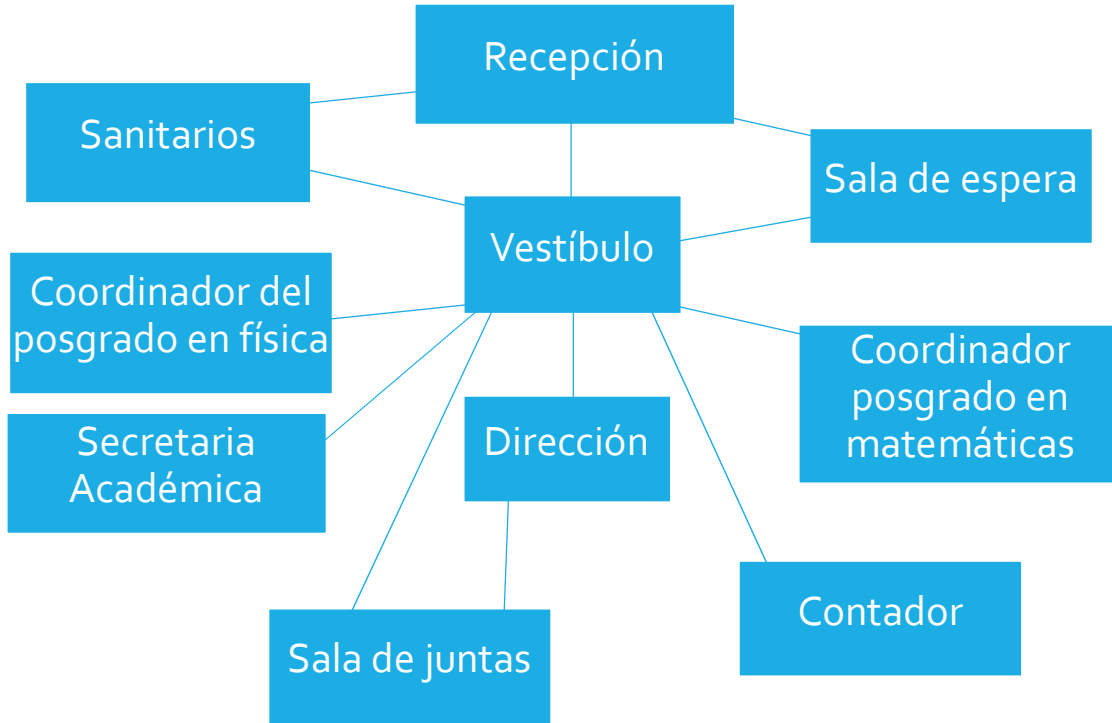 Recepción
Sanitarios
Sala de espera
Vestíbulo
Coordinador del
posgrado en física
Coordinador
posgrado en
matemáticas
Secretaria
Académica
Dirección
Contador
Sala de juntas